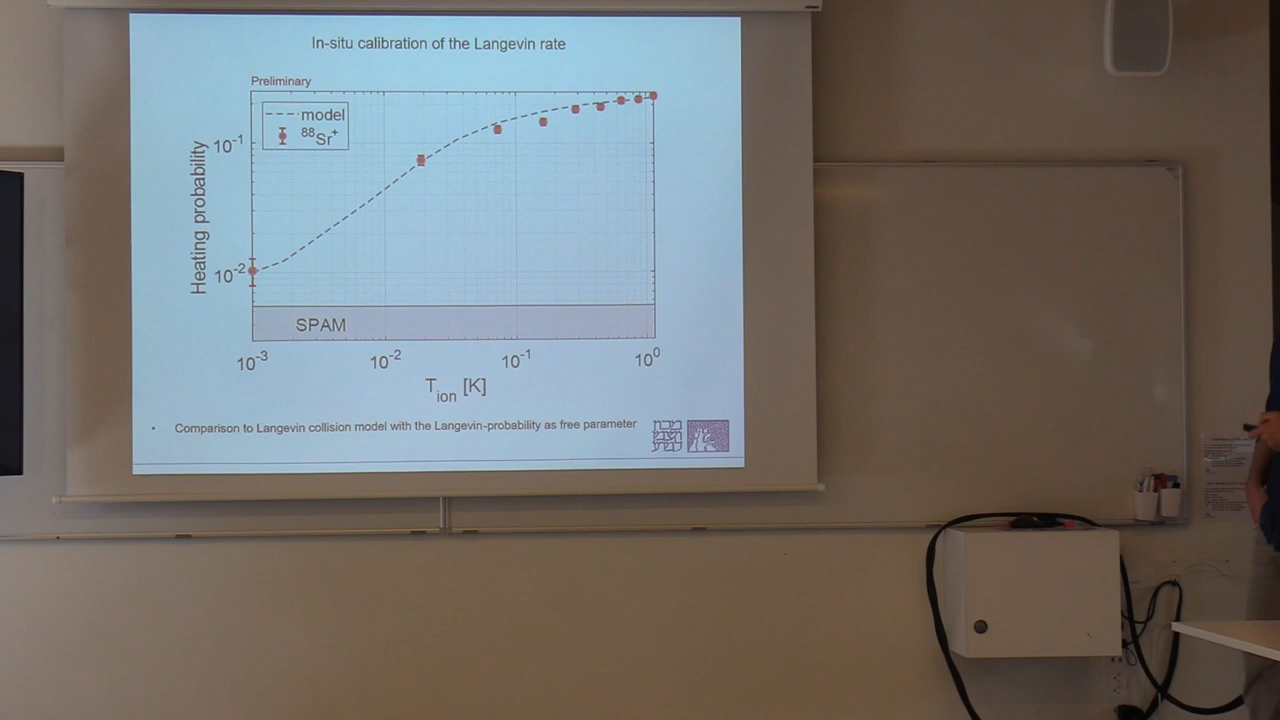 In-situ calibration of the Langevin rate
Preliminary
model
⁸⁸Sr⁺
Heating probability
10⁻¹
10⁻²
SPAM
10⁻³ 10⁻² 10⁻¹ 10⁰
T_ion [K]
• Comparison to Langevin collision model with the Langevin-probability as free parameter